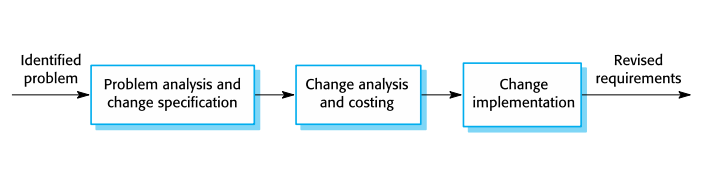 Identified
problem
Problem analysis and
change specification
Change analysis
and costing
Change
implementation
Revised
requirements